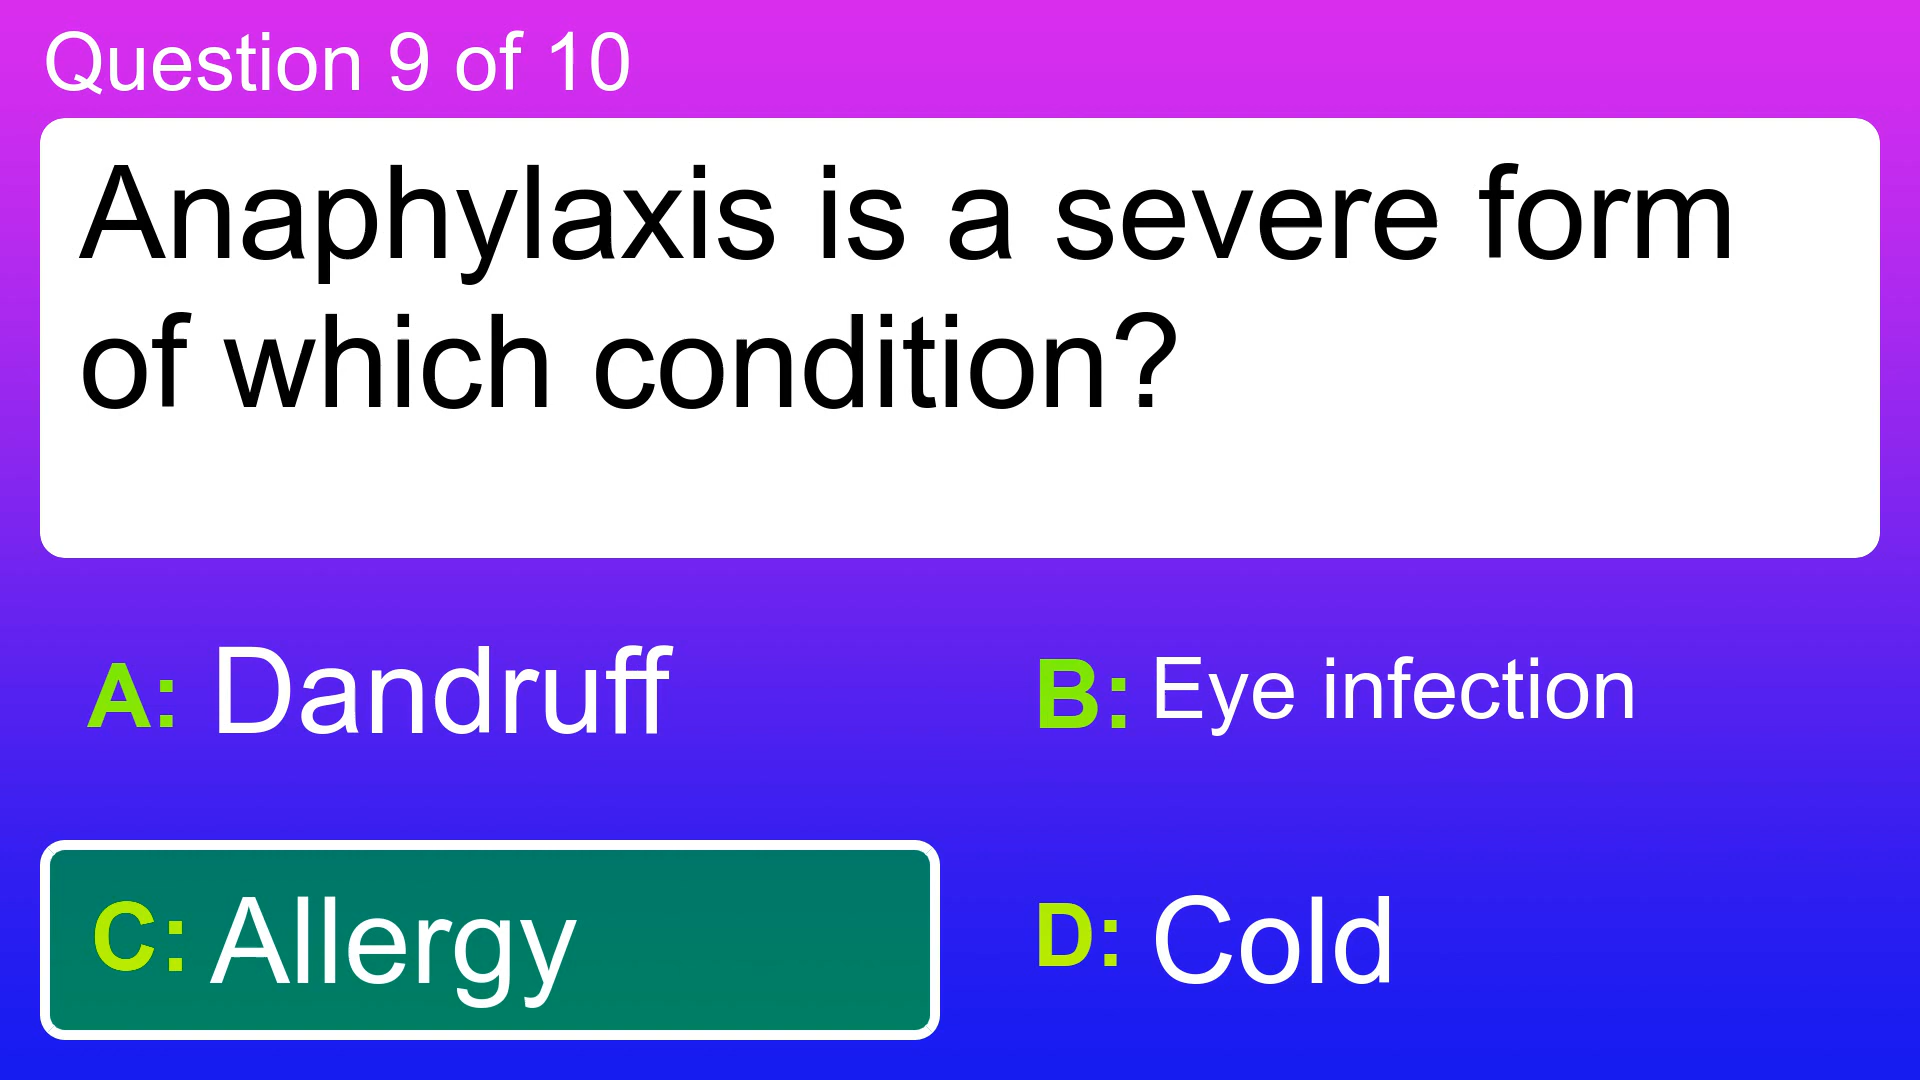 Question 9 of 10
Anaphylaxis is a severe form
of which condition?
A: Dandruff
B: Eye infection
C: Allergy
D: Cold